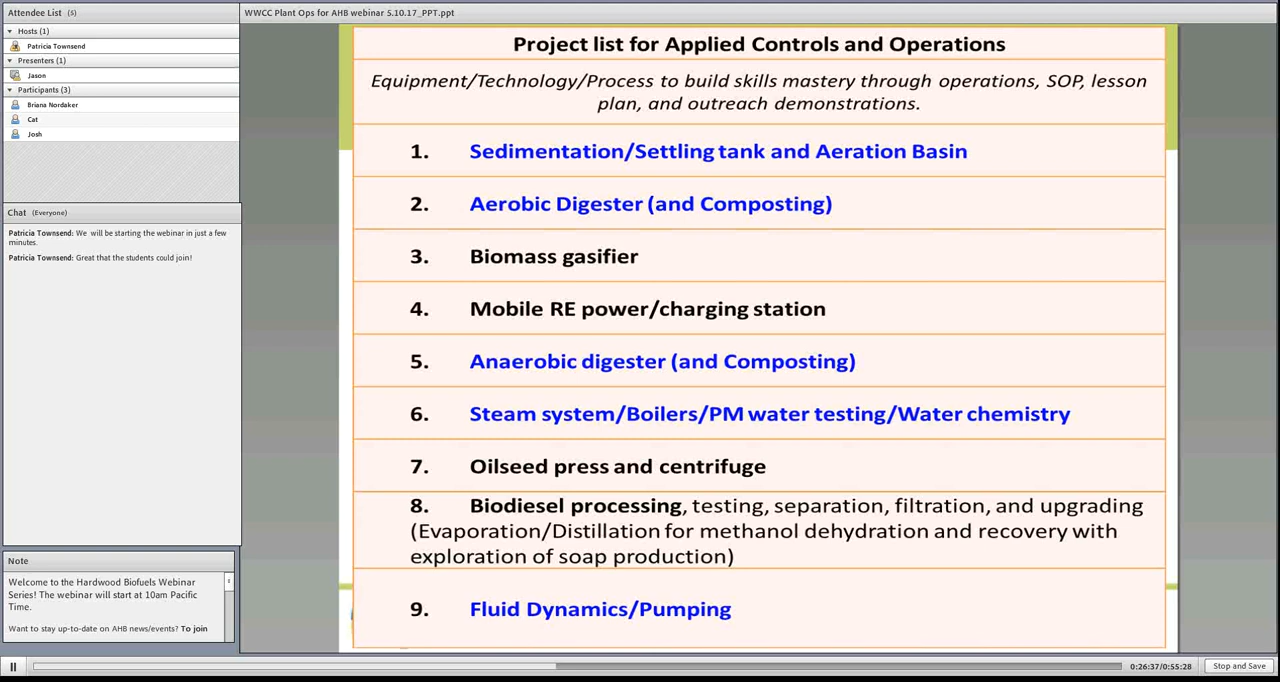 Attendee List (5)
Hosts (1)
Patricia Townsend
Presenters (1)
Jason
Participants (3)
Briana Nordaker
Cat
Josh
Chat (Everyone)
Patricia Townsend: We will be starting the webinar in just a few
minutes.
Patricia Townsend: Great that the students could join!
Note
Welcome to the Hardwood Biofuels Webinar
Series! The webinar will start at 10am Pacific
Time.
Want to stay up-to-date on AHB news/events? To join
WWCC Plant Ops for AHB webinar 5.10.17_PPT.ppt
Project list for Applied Controls and Operations
Equipment/Technology/Process to build skills mastery through operations, SOP, lesson
plan, and outreach demonstrations.
1. Sedimentation/Settling tank and Aeration Basin
2. Aerobic Digester (and Composting)
3. Biomass gasifier
4. Mobile RE power/charging station
5. Anaerobic digester (and Composting)
6. Steam system/Boilers/PM water testing/Water chemistry
7. Oilseed press and centrifuge
8. Biodiesel processing, testing, separation, filtration, and upgrading
(Evaporation/Distillation for methanol dehydration and recovery with
exploration of soap production)
9. Fluid Dynamics/Pumping
0:26:37/0:55:28
Stop and Save